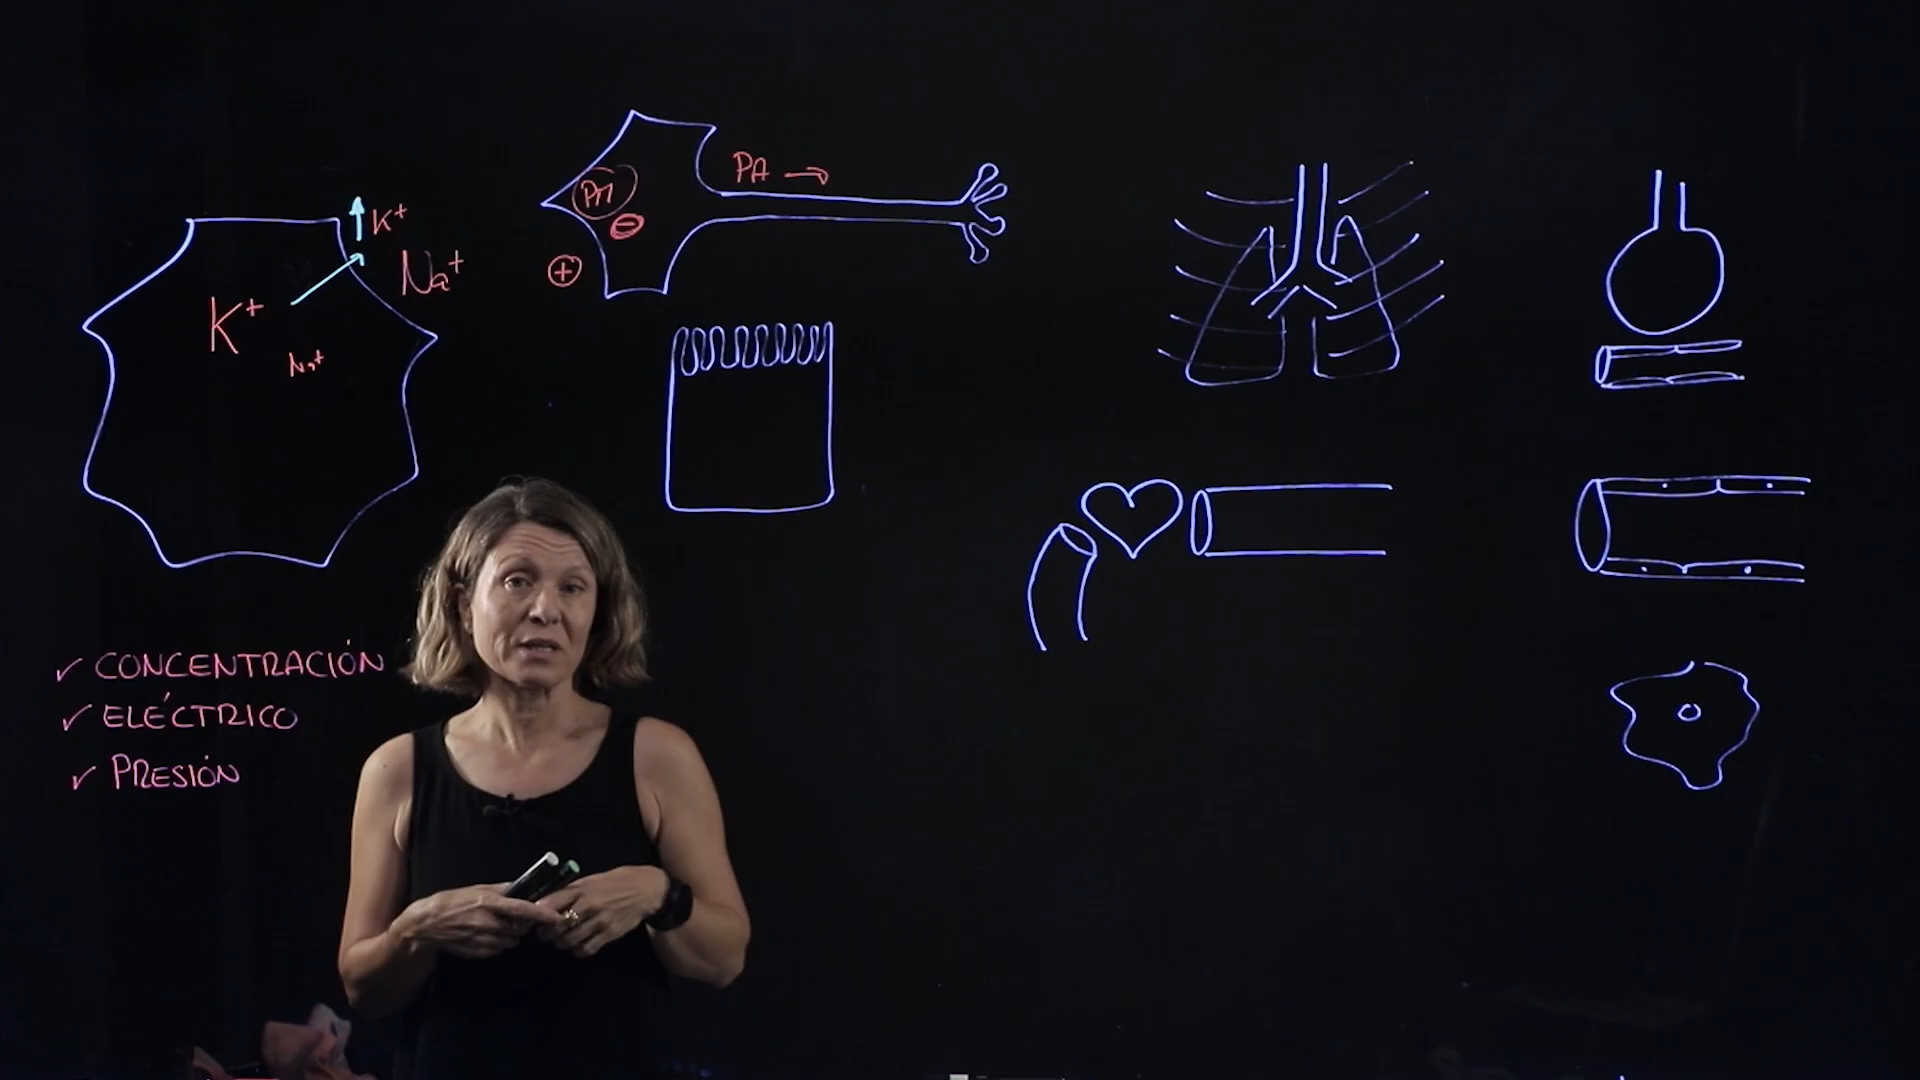 K+
Na+
K+
Na+
PM
PA →
✓ CONCENTRACIÓN
✓ ELÉCTRICO
✓ PRESIÓN